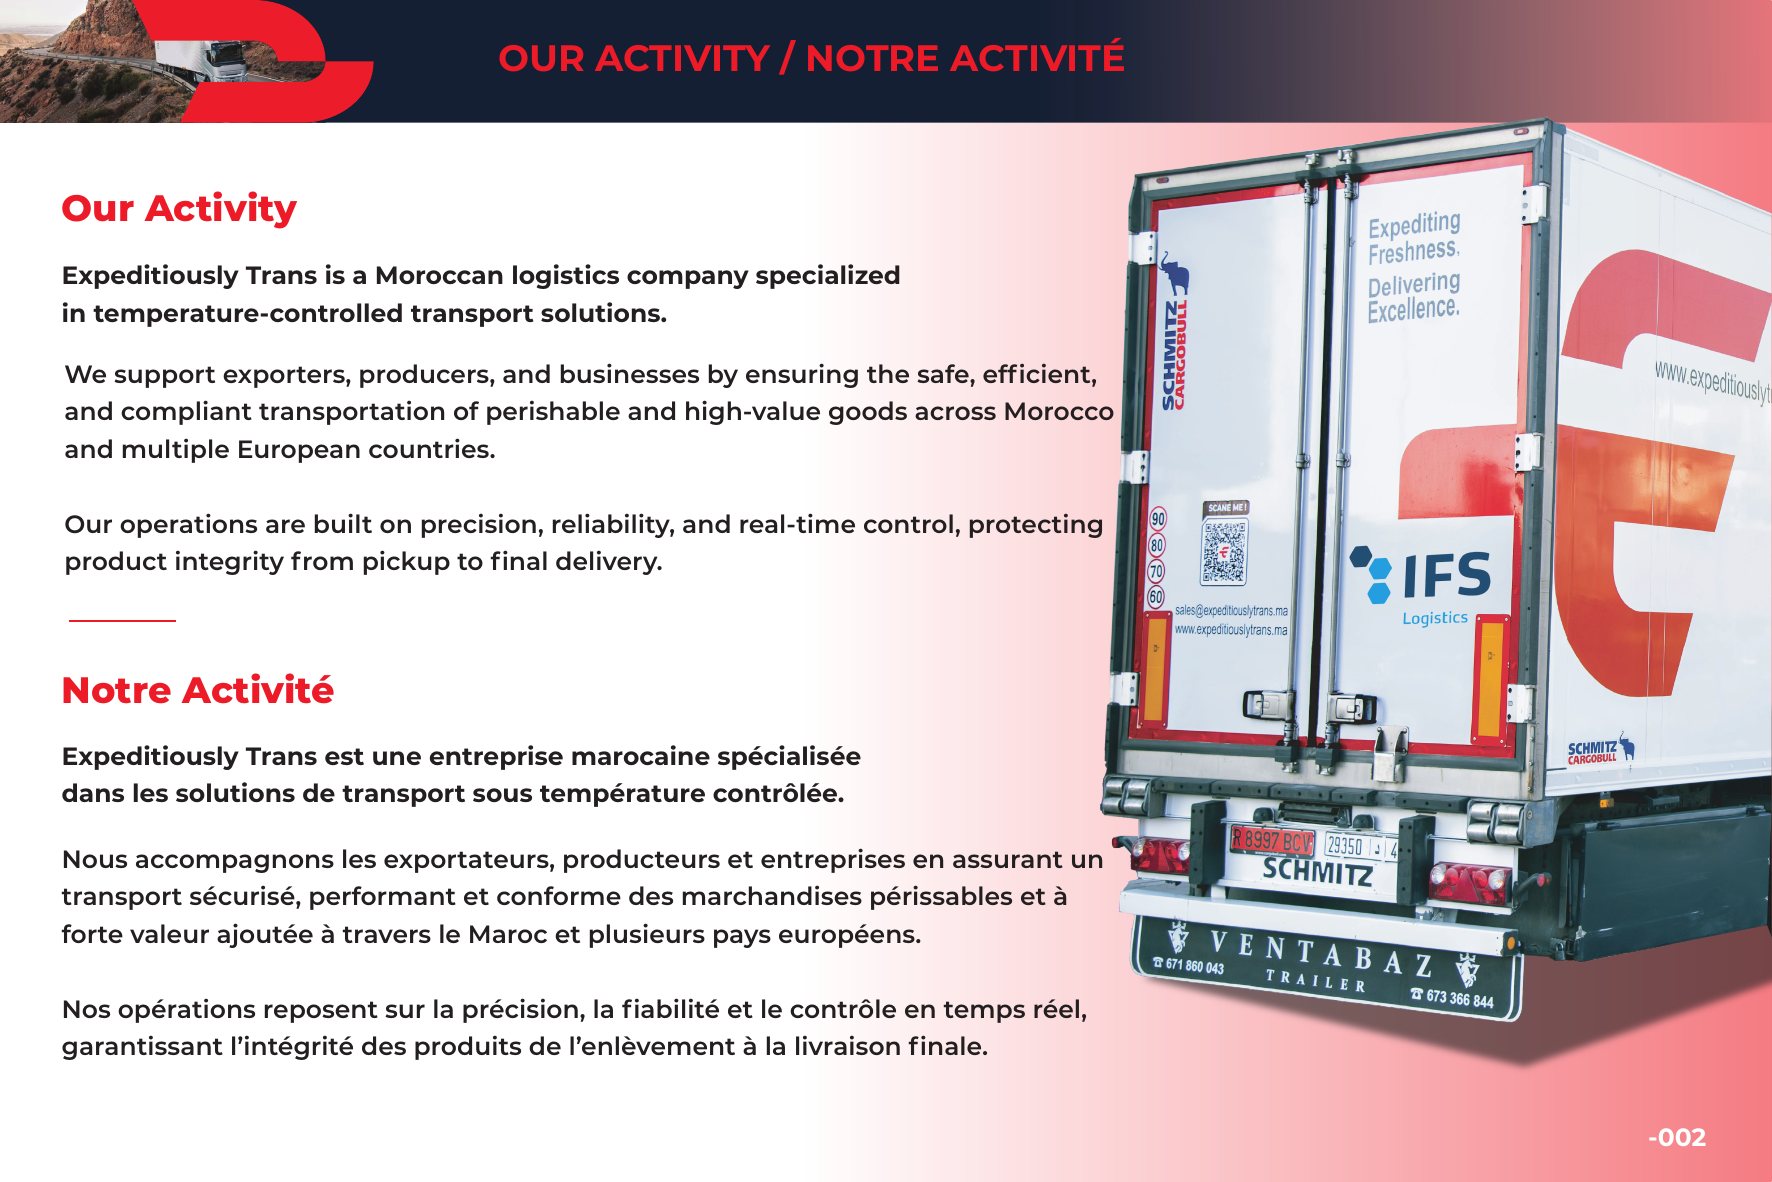 OUR ACTIVITY / NOTRE ACTIVITÉ
Our Activity
Expeditiously Trans is a Moroccan logistics company specialized
in temperature-controlled transport solutions.
We support exporters, producers, and businesses by ensuring the safe, efficient,
and compliant transportation of perishable and high-value goods across Morocco
and multiple European countries.
Our operations are built on precision, reliability, and real-time control, protecting
product integrity from pickup to final delivery.
Notre Activité
Expeditiously Trans est une entreprise marocaine spécialisée
dans les solutions de transport sous température contrôlée.
Nous accompagnons les exportateurs, producteurs et entreprises en assurant un
transport sécurisé, performant et conforme des marchandises périssables et à
forte valeur ajoutée à travers le Maroc et plusieurs pays européens.
Nos opérations reposent sur la précision, la fiabilité et le contrôle en temps réel,
garantissant l’intégrité des produits de l’enlèvement à la livraison finale.
Expediting
Freshness,
Delivering
Excellence.
SCHMITZ
CARGOBULL
www.expeditiouslyt
SCANE ME !
90
80
70
60
sales@expeditiouslytrans.ma
www.expeditiouslytrans.ma
IFS
Logistics
SCHMITZ
CARGOBULL
R 8997 BCV
29350 د 4
SCHMITZ
VENTABAZ
TRAILER
☎ 671 860 043
☎ 673 366 844
-002